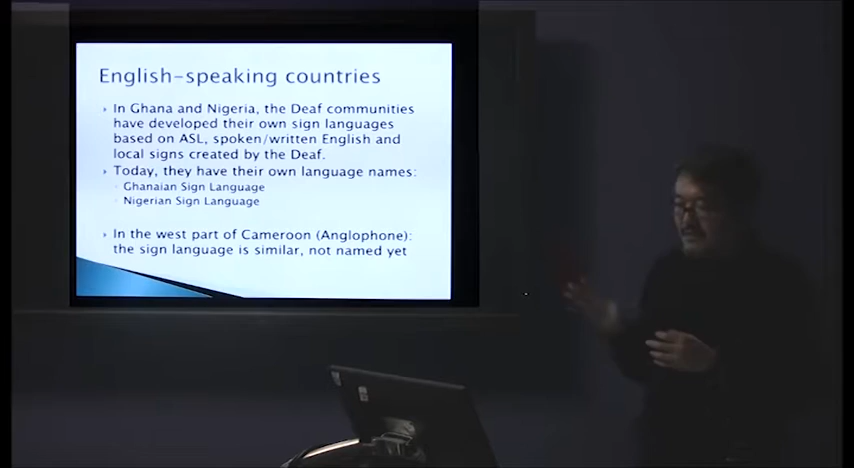 English-speaking countries
In Ghana and Nigeria, the Deaf communities
have developed their own sign languages
based on ASL, spoken/written English and
local signs created by the Deaf.
Today, they have their own language names:
Ghanaian Sign Language
Nigerian Sign Language
In the west part of Cameroon (Anglophone):
the sign language is similar, not named yet